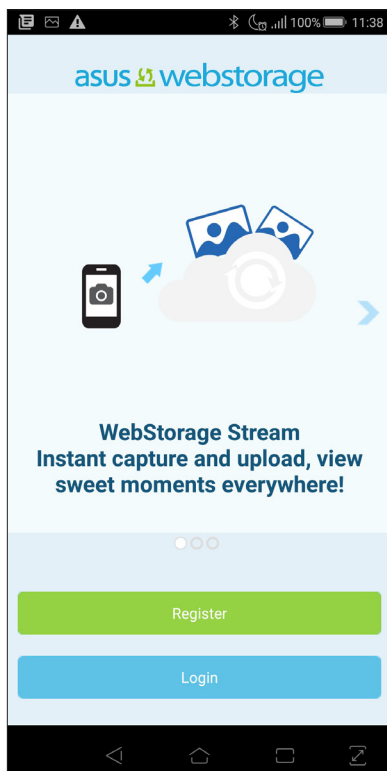 100% 11:38
asus webstorage
WebStorage Stream
Instant capture and upload, view
sweet moments everywhere!
Register
Login